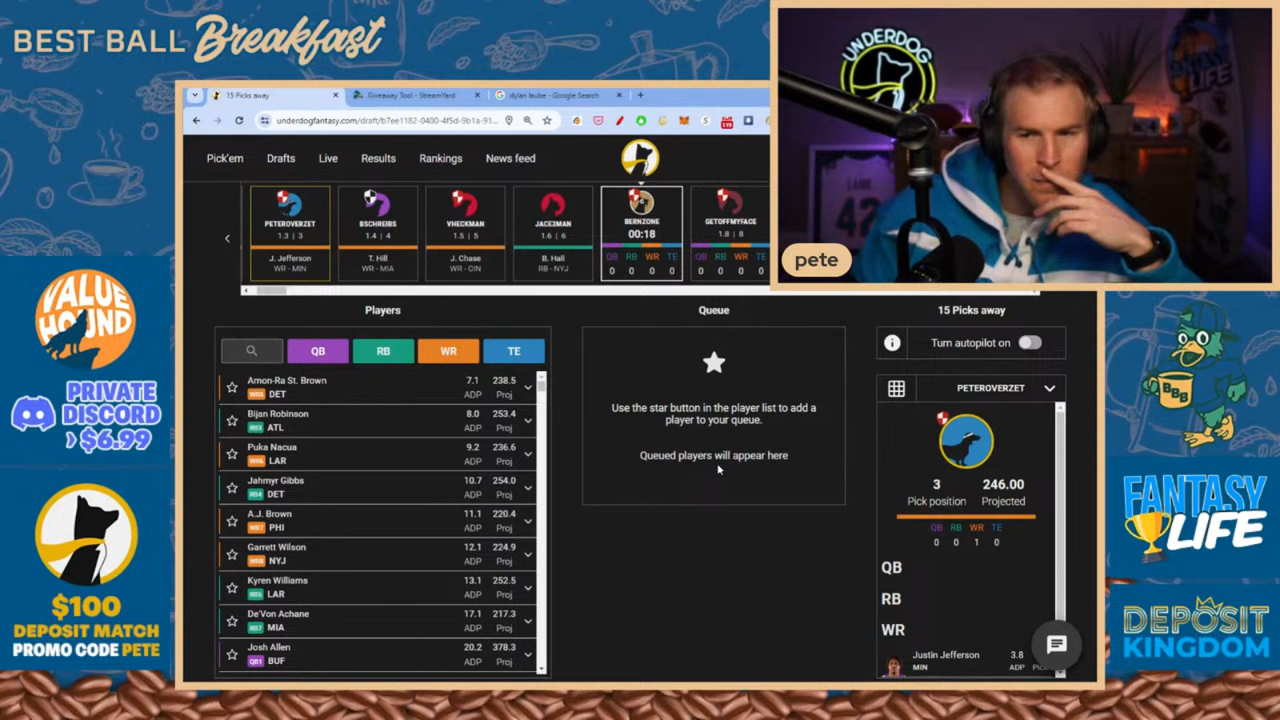 BEST BALL Breakfast
15 Picks away
Giveaway Tool - StreamYard
dylan laube - Google Search
underdogfantasy.com/draft/b7ee1182-0400-4f5d-9b1a-91...
Pick'em
Drafts
Live
Results
Rankings
News feed
PETEROVERZET
1.3 | 3
J. Jefferson
WR - MIN
BSCHREIBS
1.4 | 4
T. Hill
WR - MIA
VHECKMAN
1.5 | 5
J. Chase
WR - CIN
JACE3MAN
1.6 | 6
B. Hall
RB - NYJ
BERNZONE
00:18
QB RB WR TE
0 0 0 0
GETOFFMYFACE
1.8 | 8
QB RB WR TE
0 0 0 0
UNDERDOG
FANTASY LIFE
pete
Players
QB
RB
WR
TE
Amon-Ra St. Brown 7.1 238.5
WR5 DET ADP Proj
Bijan Robinson 8.0 253.4
RB3 ATL ADP Proj
Puka Nacua 9.2 236.6
WR6 LAR ADP Proj
Jahmyr Gibbs 10.7 254.0
RB4 DET ADP Proj
A.J. Brown 11.1 220.4
WR7 PHI ADP Proj
Garrett Wilson 12.1 224.9
WR8 NYJ ADP Proj
Kyren Williams 13.1 252.5
RB5 LAR ADP Proj
De'Von Achane 17.1 217.3
RB7 MIA ADP Proj
Josh Allen 20.2 378.3
QB1 BUF ADP Proj
Queue
Use the star button in the player list to add a
player to your queue.
Queued players will appear here
15 Picks away
Turn autopilot on
PETEROVERZET
3 246.00
Pick position Projected
QB RB WR TE
0 0 1 0
QB
RB
WR
Justin Jefferson 3.8
MIN ADP
VALUE
HOUND
PRIVATE
DISCORD
> $6.99
$100
DEPOSIT MATCH
PROMO CODE PETE
BBB
FANTASY
LIFE
DEPOSIT
KINGDOM